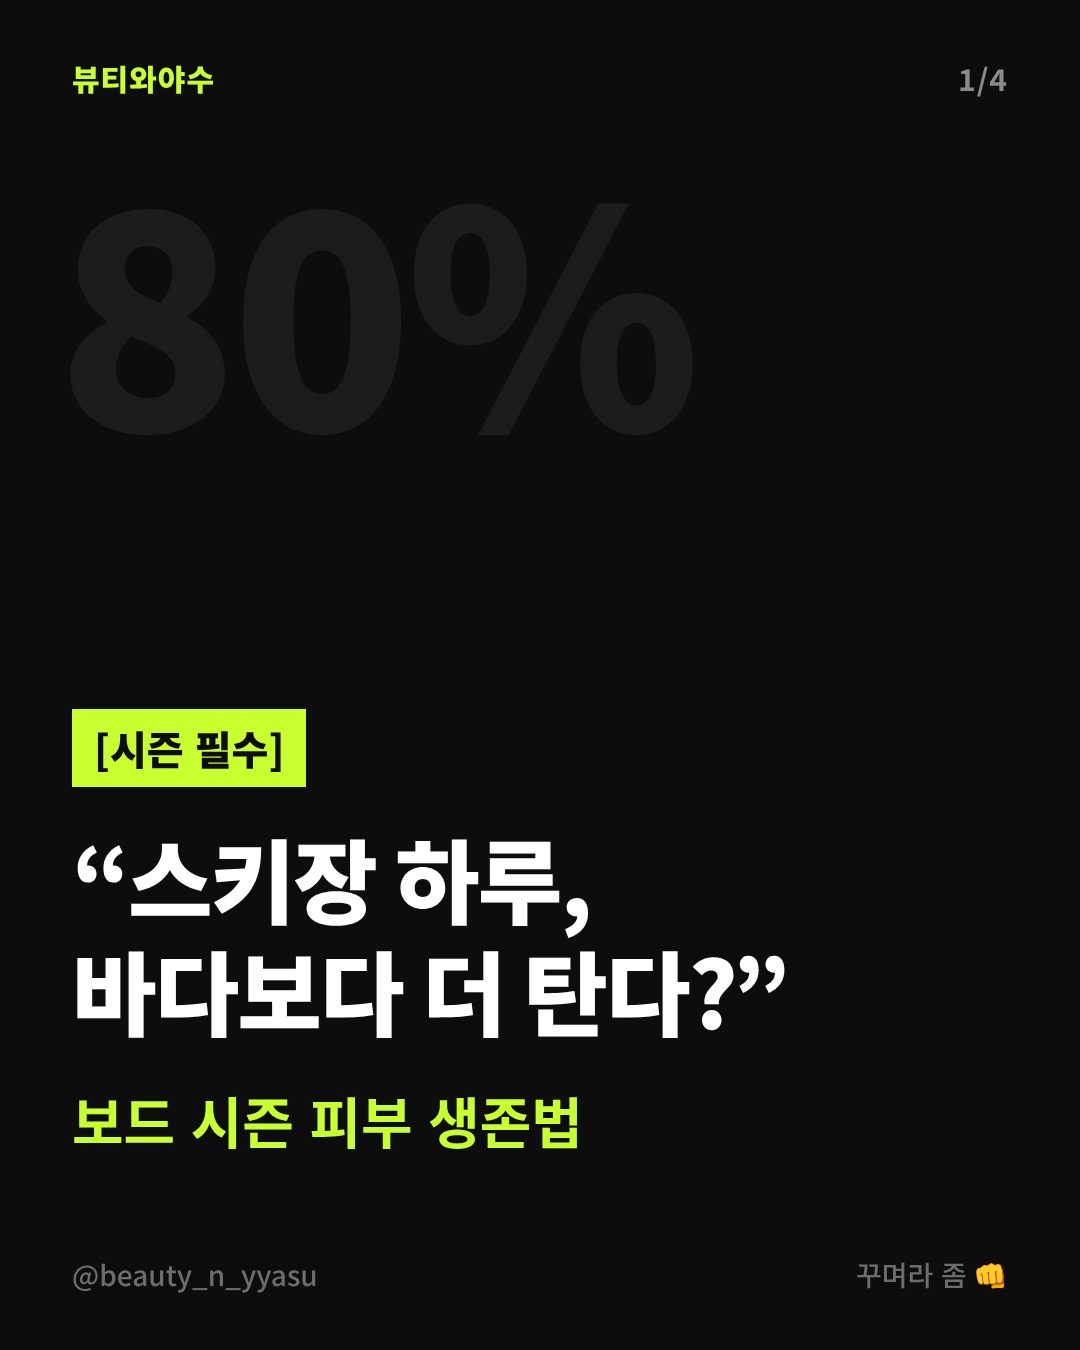 뷰티와야수
1/4
80%
[시즌 필수]
“스키장 하루,
바다보다 더 탄다?”
보드 시즌 피부 생존법
@beauty_n_yyasu
꾸며라 좀 👊